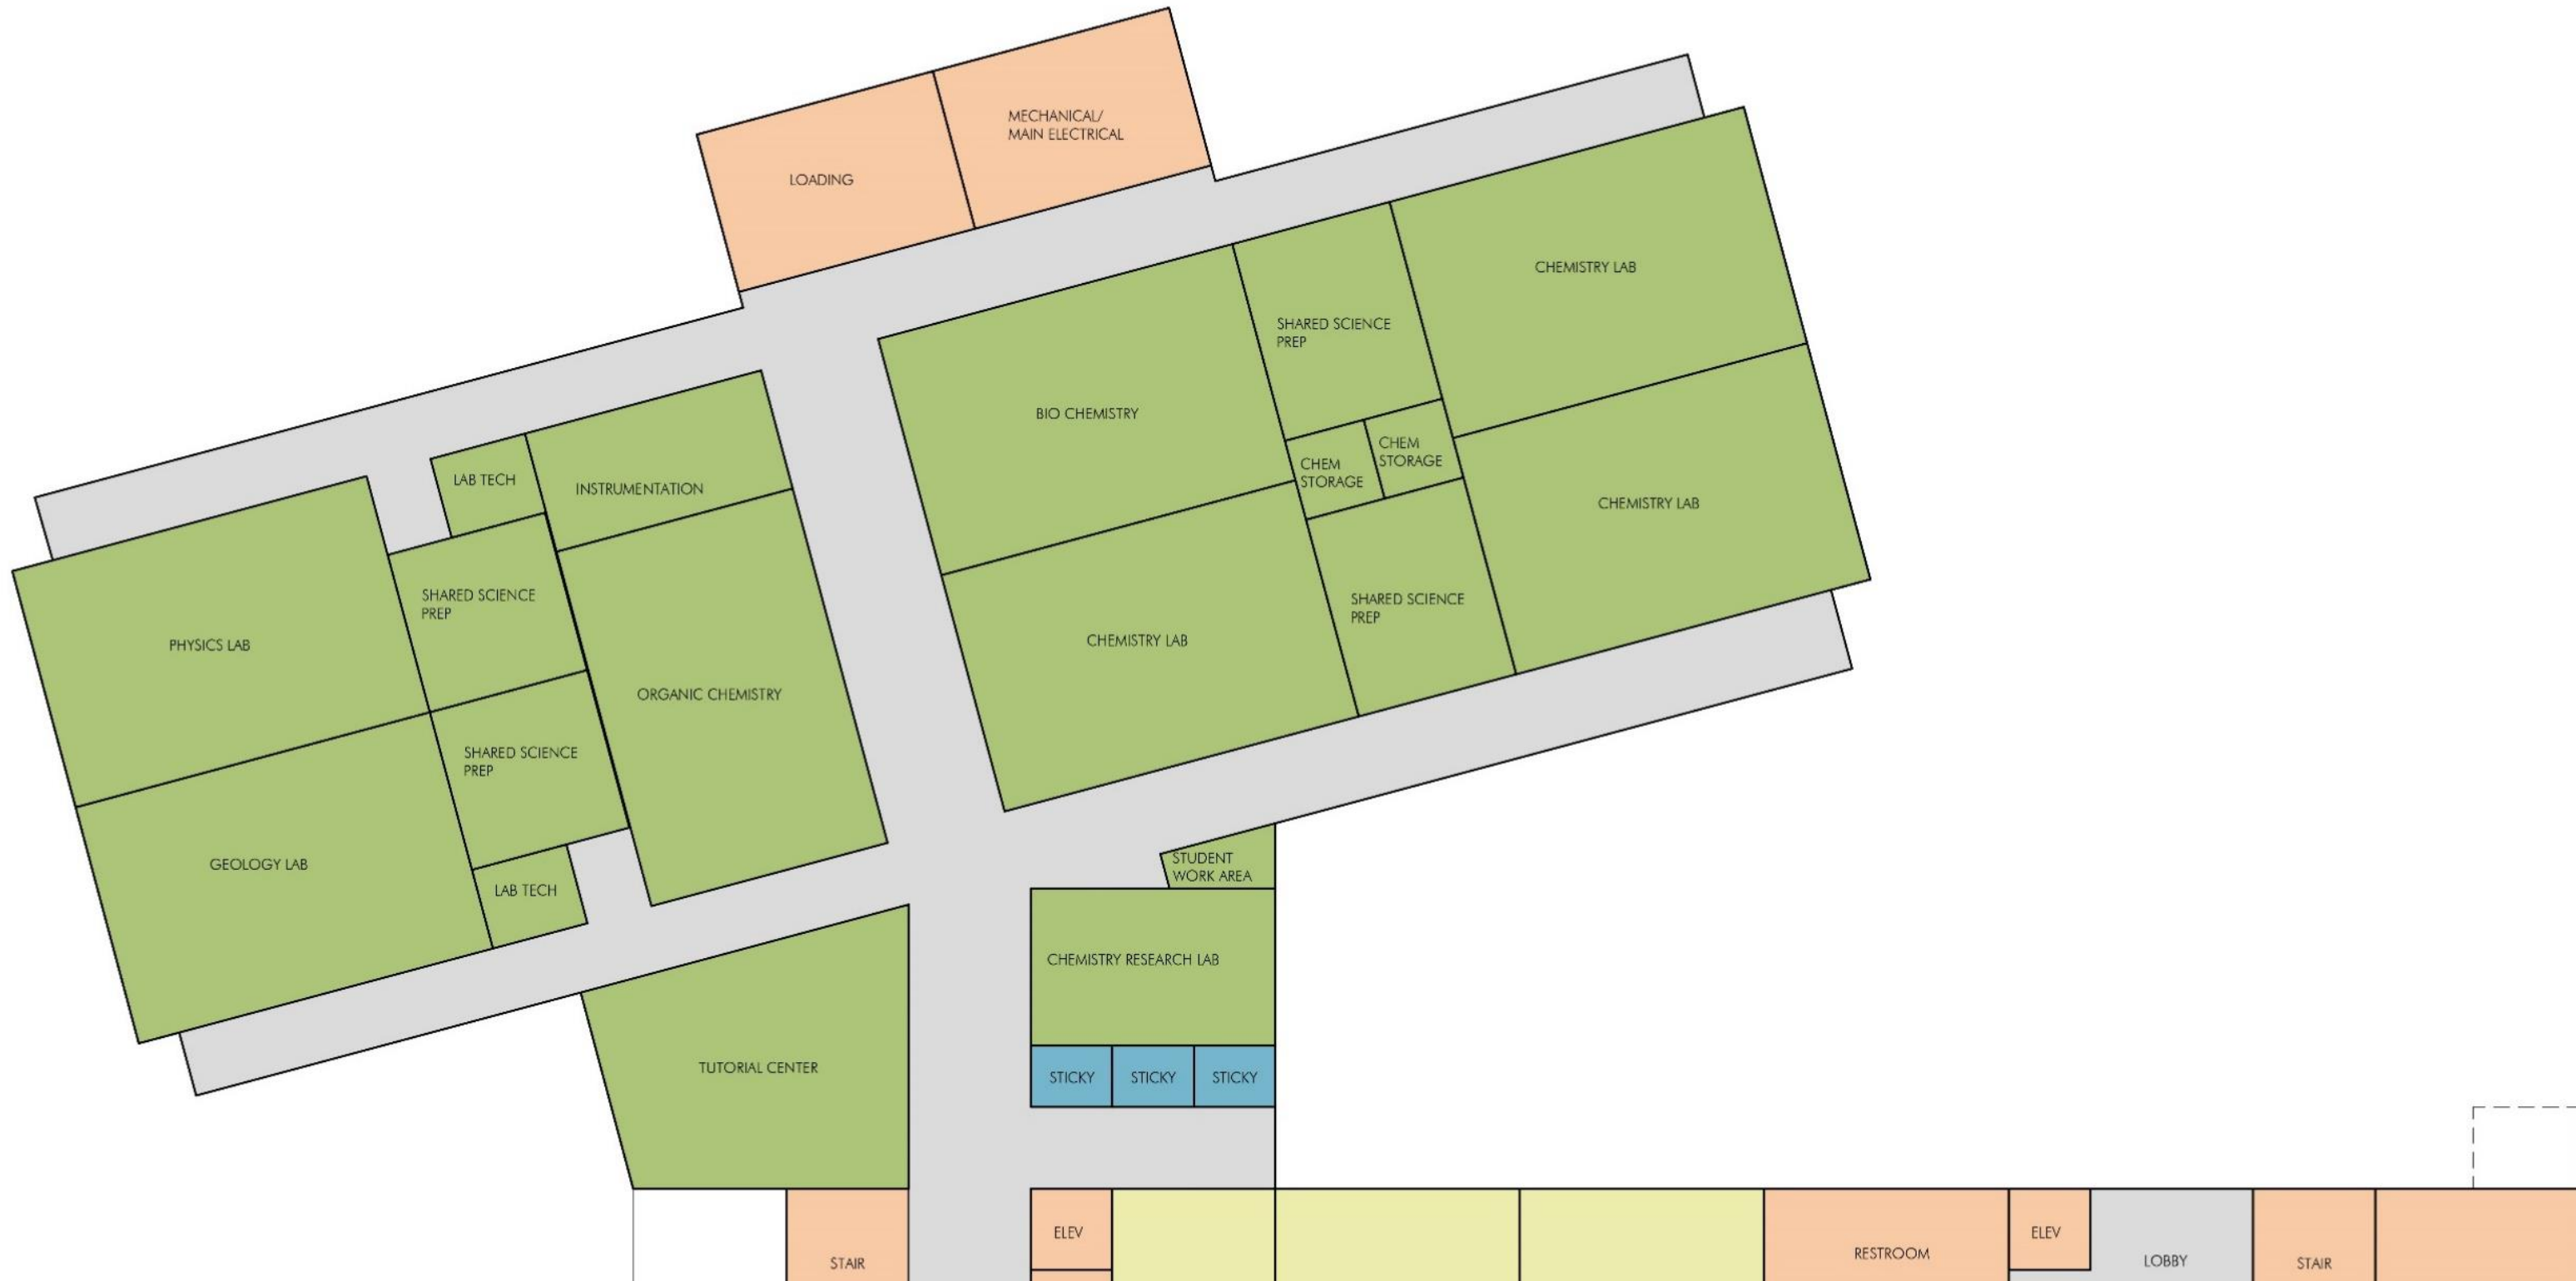 MECHANICAL/
MAIN ELECTRICAL
LOADING
CHEMISTRY LAB
SHARED SCIENCE
PREP
BIO CHEMISTRY
CHEM
STORAGE
CHEM
STORAGE
LAB TECH
INSTRUMENTATION
CHEMISTRY LAB
SHARED SCIENCE
PREP
SHARED SCIENCE
PREP
PHYSICS LAB
CHEMISTRY LAB
ORGANIC CHEMISTRY
SHARED SCIENCE
PREP
GEOLOGY LAB
LAB TECH
STUDENT
WORK AREA
CHEMISTRY RESEARCH LAB
TUTORIAL CENTER
STICKY
STICKY
STICKY
ELEV
ELEV
RESTROOM
STAIR
LOBBY
STAIR